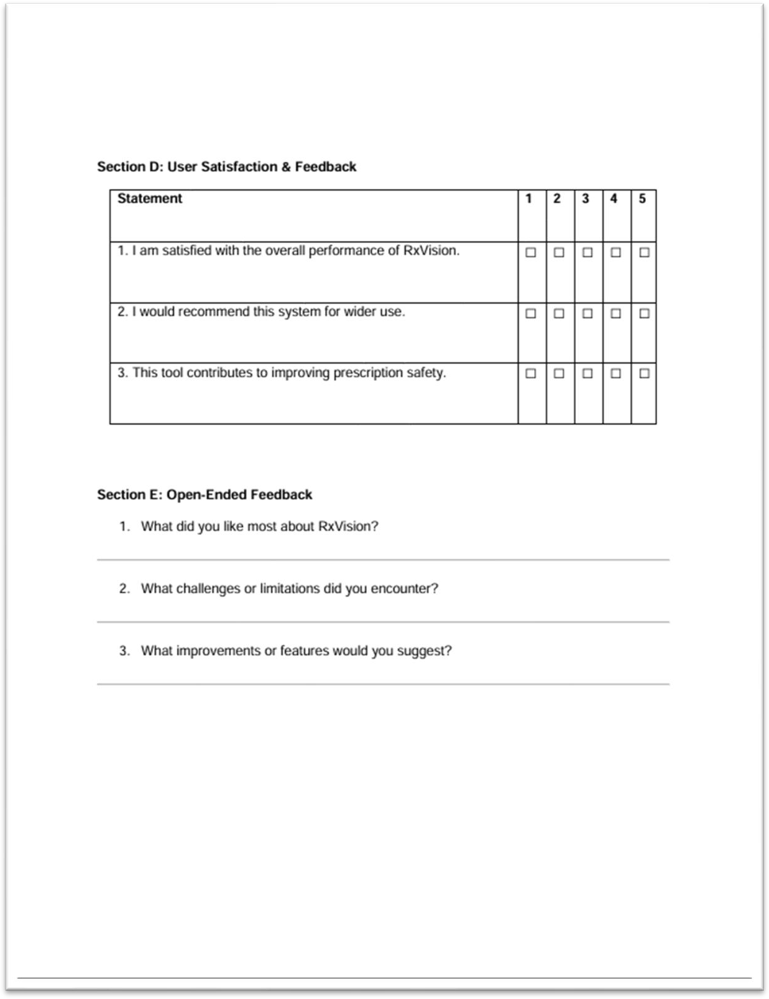 Section D: User Satisfaction & Feedback
Statement 1 2 3 4 5
1. I am satisfied with the overall performance of RxVision. ☐ ☐ ☐ ☐ ☐
2. I would recommend this system for wider use. ☐ ☐ ☐ ☐ ☐
3. This tool contributes to improving prescription safety. ☐ ☐ ☐ ☐ ☐
Section E: Open-Ended Feedback
1. What did you like most about RxVision?
2. What challenges or limitations did you encounter?
3. What improvements or features would you suggest?